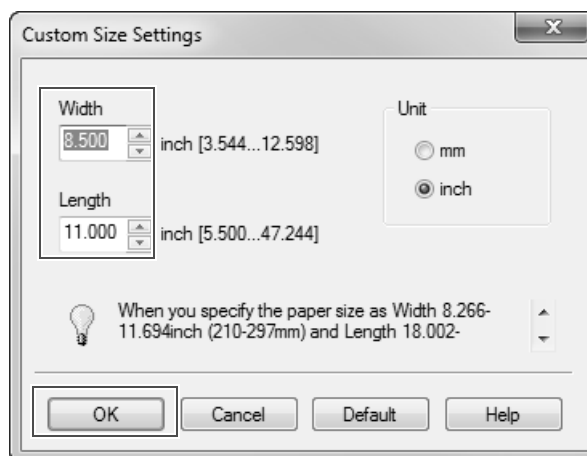 Custom Size Settings
Width
8.500 inch [3.544...12.598]
Length
11.000 inch [5.500...47.244]
Unit
mm
inch
When you specify the paper size as Width 8.266-
11.694inch (210-297mm) and Length 18.002-
OK Cancel Default Help